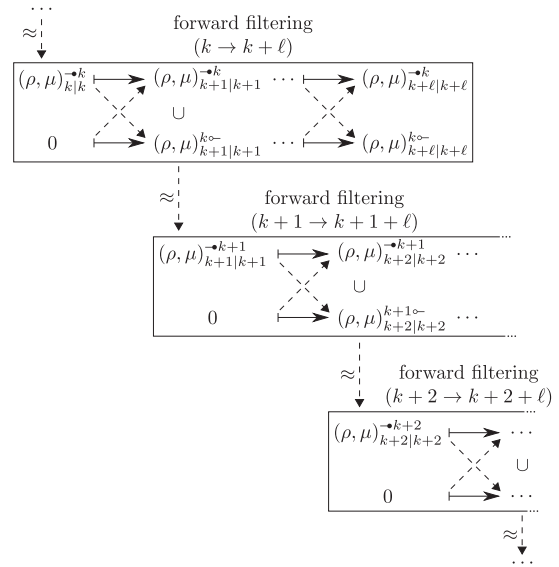 ...
≈
forward filtering
(k → k + ℓ)
(ρ, μ)^{⊸•k}_{k|k} (ρ, μ)^{–•k}_{k+1|k+1} ··· (ρ, μ)^{–•k}_{k+ℓ|k+ℓ}
∪
0 (ρ, μ)^{k∘–}_{k+1|k+1} ··· (ρ, μ)^{k∘–}_{k+ℓ|k+ℓ}
≈
forward filtering
(k + 1 → k + 1 + ℓ)
(ρ, μ)^{–•k+1}_{k+1|k+1} (ρ, μ)^{–•k+1}_{k+2|k+2} ···
∪
0 (ρ, μ)^{k+1∘–}_{k+2|k+2} ···
≈
forward filtering
(k + 2 → k + 2 + ℓ)
(ρ, μ)^{–•k+2}_{k+2|k+2} ···
∪
0 ···
≈
...